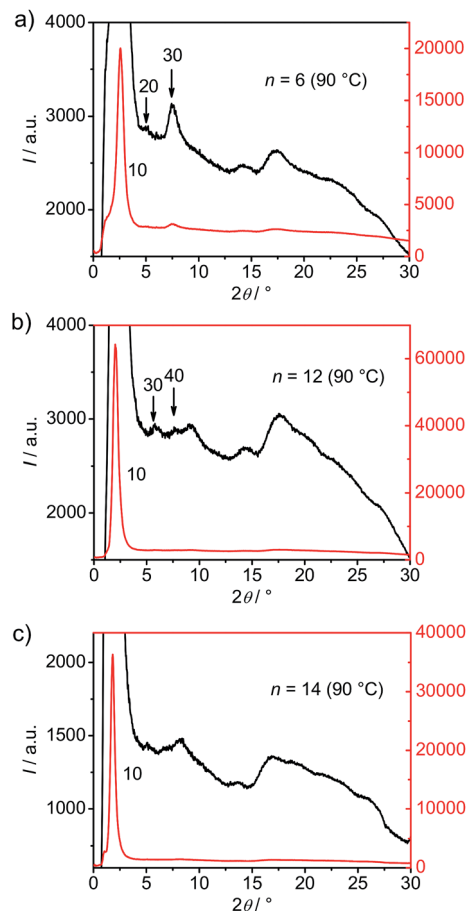 a)
4000
3000
2000
I / a.u.
20
30
10
n = 6 (90 °C)
20000
15000
10000
5000
0
0 5 10 15 20 25 30
2θ / °
b)
4000
3000
2000
I / a.u.
30
40
10
n = 12 (90 °C)
60000
40000
20000
0
0 5 10 15 20 25 30
2θ / °
c)
2000
1500
1000
I / a.u.
10
n = 14 (90 °C)
40000
30000
20000
10000
0
0 5 10 15 20 25 30
2θ / °